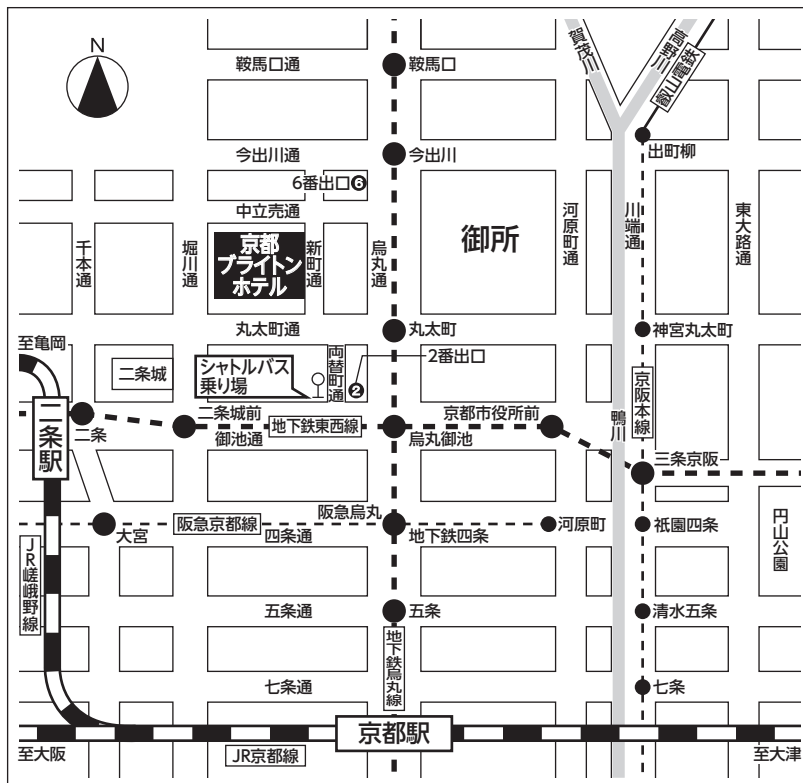 N
賀茂川
高野川
叡山電鉄
鞍馬口通
鞍馬口
出町柳
今出川通
今出川
6番出口❻
中立売通
千本通
堀川通
京都
ブライトン
ホテル
新町通
烏丸通
御所
河原町通
川端通
東大路通
丸太町通
丸太町
神宮丸太町
至亀岡
二条城
シャトルバス
乗り場
両替町通
❷
2番出口
京阪本線
二条駅
二条
二条城前
御池通
地下鉄東西線
烏丸御池
京都市役所前
鴨川
三条京阪
大宮
阪急京都線
阪急烏丸
四条通
地下鉄四条
河原町
祇園四条
円山公園
JR嵯峨野線
五条通
五条
清水五条
地下鉄烏丸線
七条通
七条
京都駅
至大阪
JR京都線
至大津